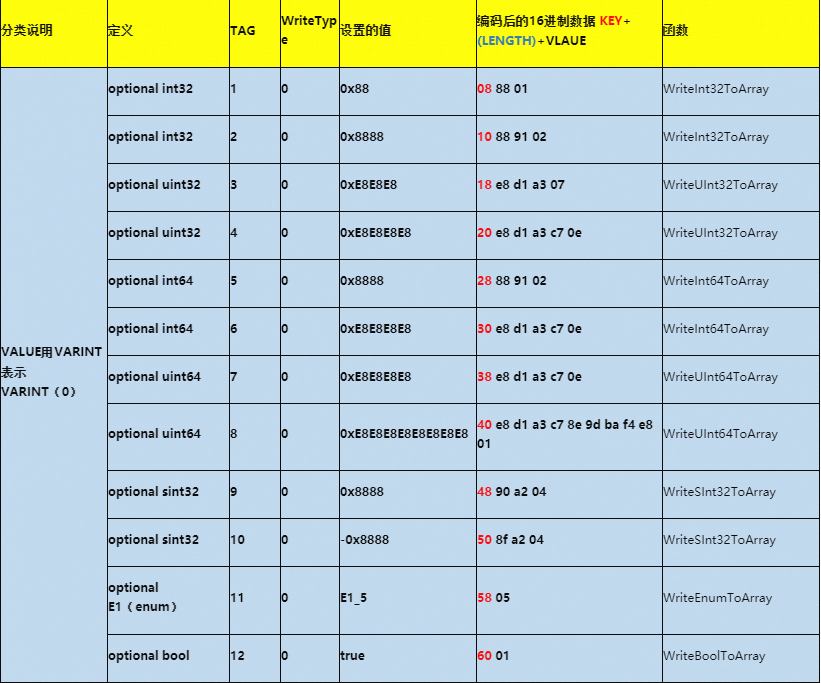 分类说明 定义 TAG WriteTyp
e 设置的值 编码后的16进制数据 KEY+
(LENGTH)+VLAUE 函数
VALUE用VARINT
表示
VARINT（0）
optional int32 1 0 0x88 08 88 01 WriteInt32ToArray
optional int32 2 0 0x8888 10 88 91 02 WriteInt32ToArray
optional uint32 3 0 0xE8E8E8 18 e8 d1 a3 07 WriteUInt32ToArray
optional uint32 4 0 0xE8E8E8E8 20 e8 d1 a3 c7 0e WriteUInt32ToArray
optional int64 5 0 0x8888 28 88 91 02 WriteInt64ToArray
optional int64 6 0 0xE8E8E8E8 30 e8 d1 a3 c7 0e WriteInt64ToArray
optional uint64 7 0 0xE8E8E8E8 38 e8 d1 a3 c7 0e WriteUInt64ToArray
optional uint64 8 0 0xE8E8E8E8E8E8E8E8 40 e8 d1 a3 c7 8e 9d ba f4 e8
01 WriteUInt64ToArray
optional sint32 9 0 0x8888 48 90 a2 04 WriteSInt32ToArray
optional sint32 10 0 -0x8888 50 8f a2 04 WriteSInt32ToArray
optional
E1（enum） 11 0 E1_5 58 05 WriteEnumToArray
optional bool 12 0 true 60 01 WriteBoolToArray